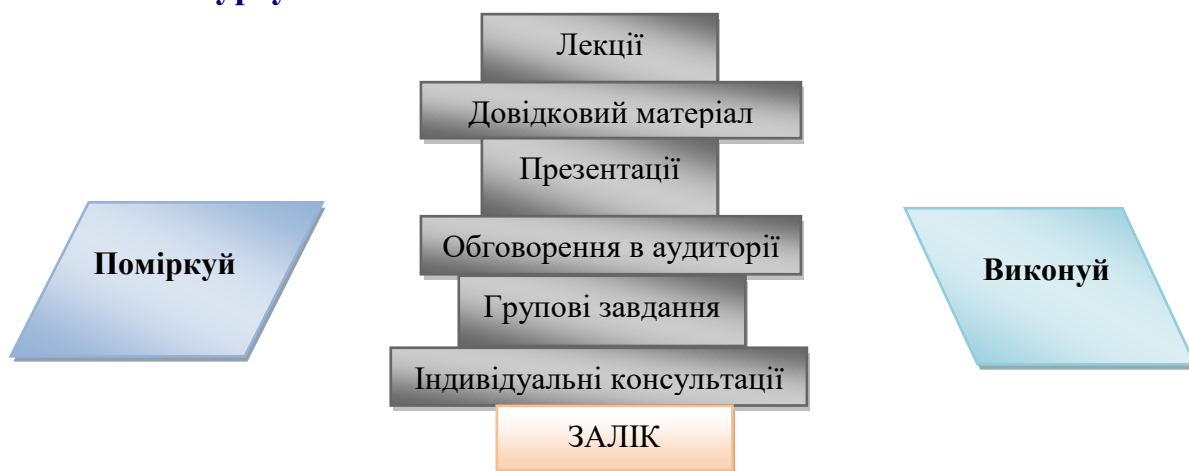 Лекції
Довідковий матеріал
Презентації
Поміркуй
Обговорення в аудиторії
Виконуй
Групові завдання
Індивідуальні консультації
ЗАЛІК